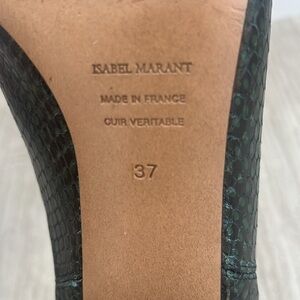 ISABEL MARANT
MADE IN FRANCE
CUIR VERITABLE
37